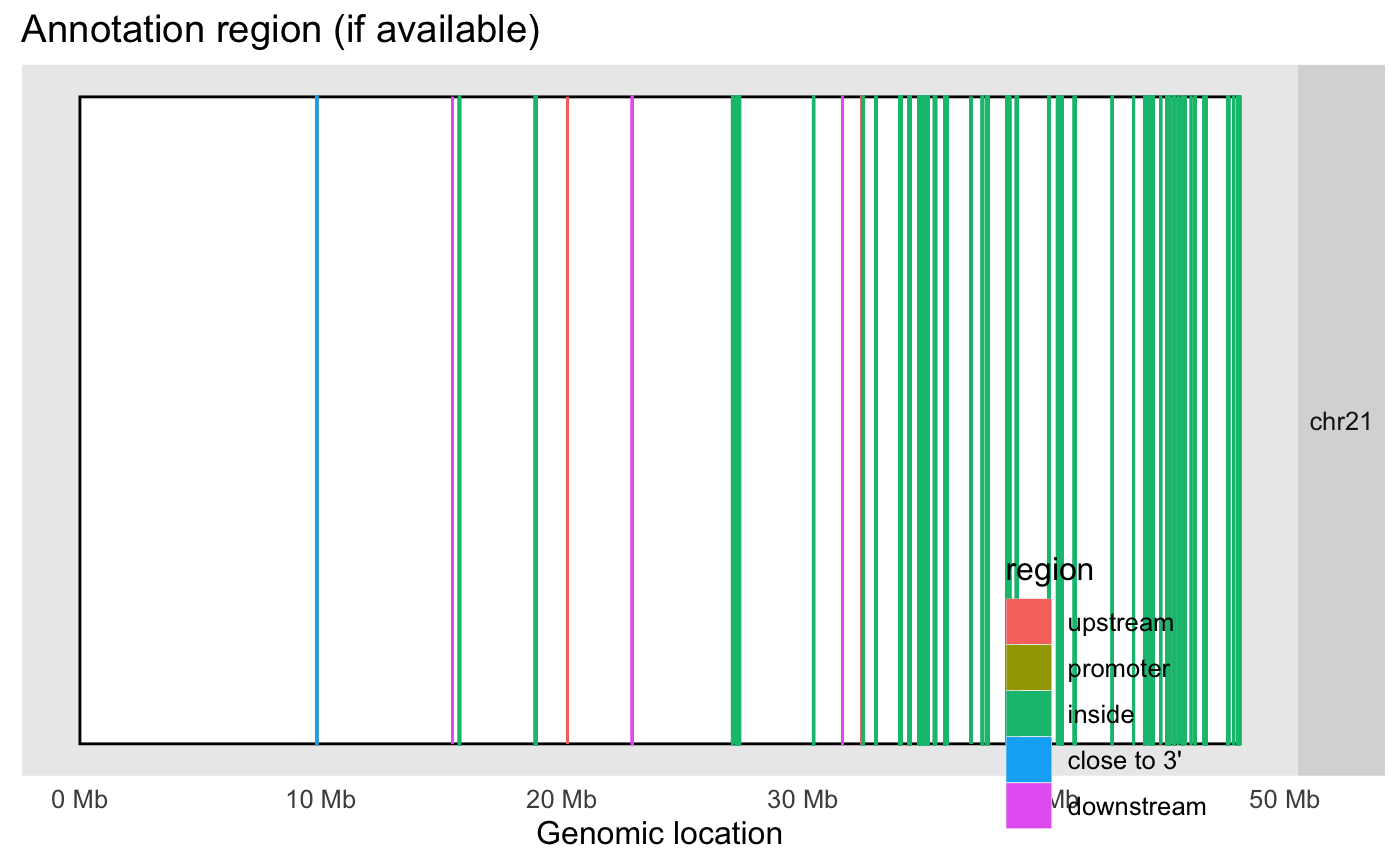 Annotation region (if available)
chr21
region
upstream
promoter
inside
close to 3'
downstream
0 Mb 10 Mb 20 Mb 30 Mb Mb 50 Mb
Genomic location